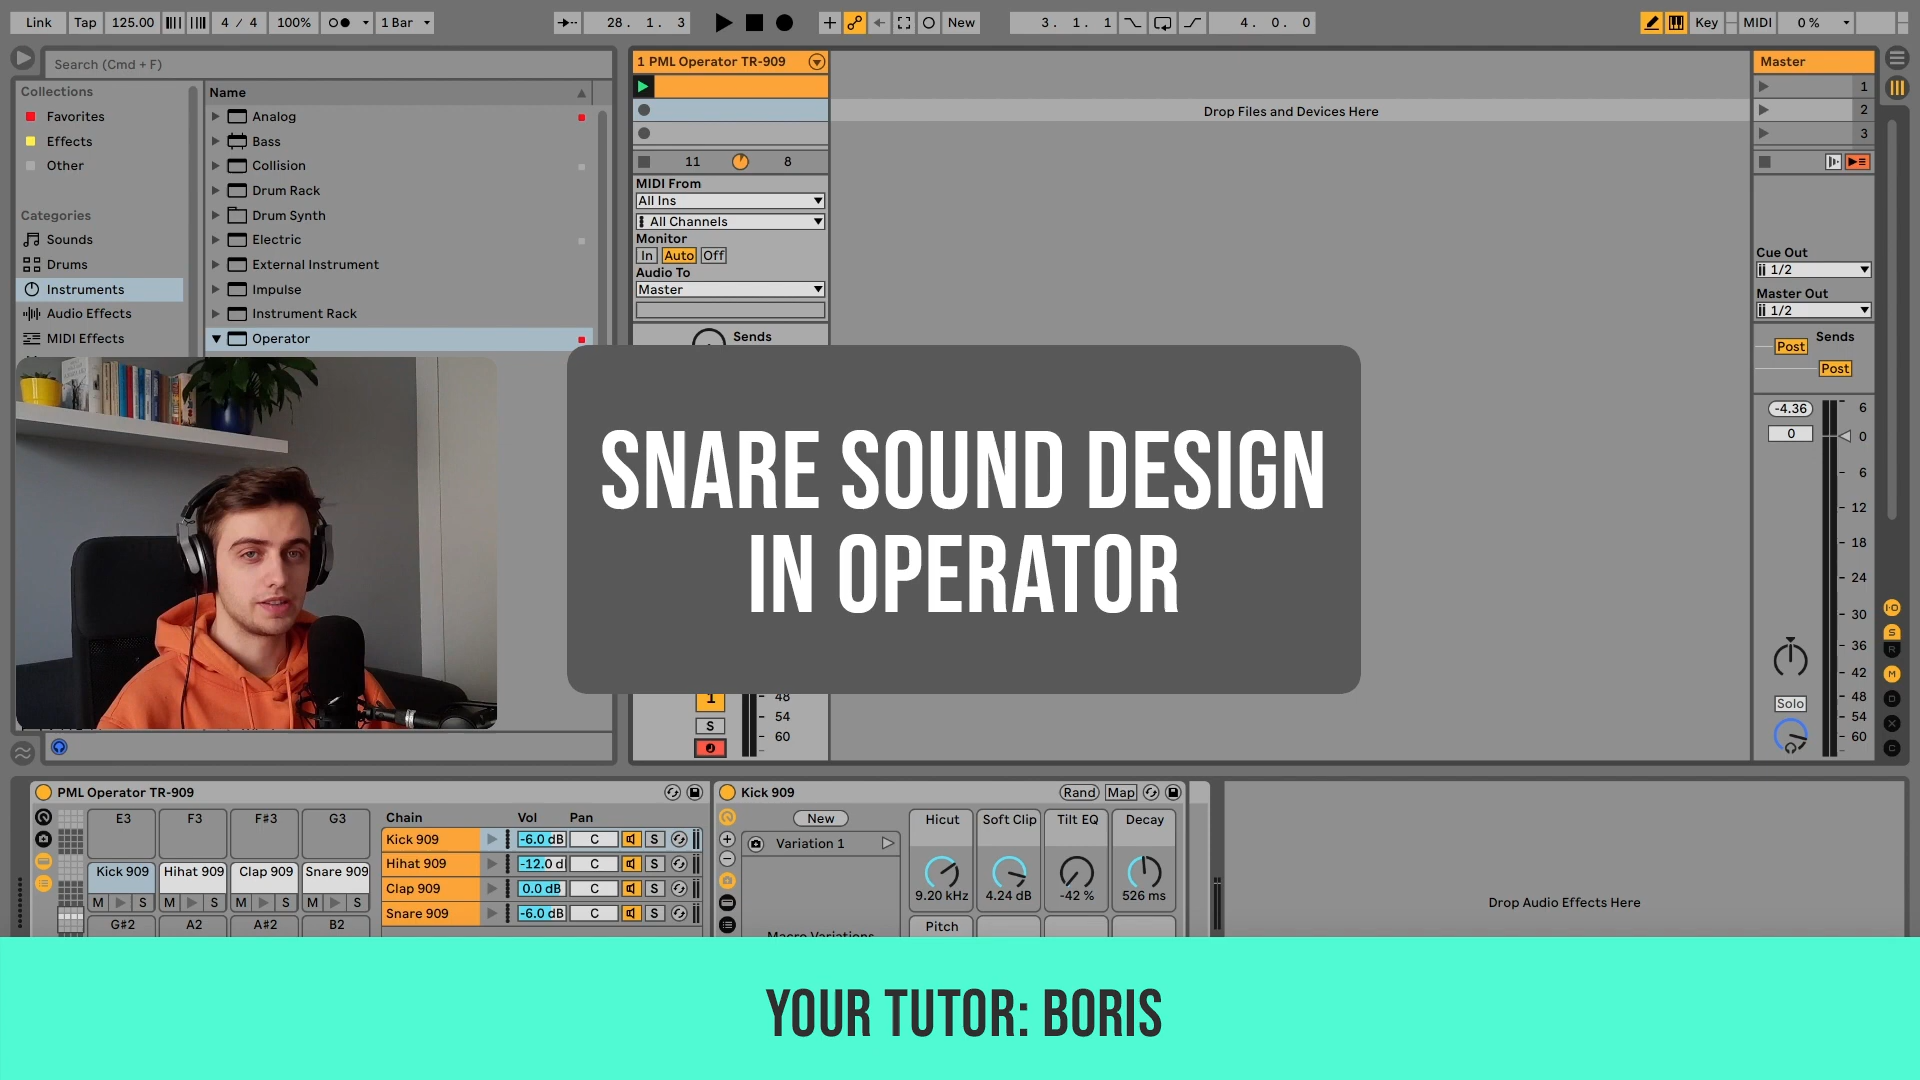 Link Tap 125.00 4 / 4 100% 1 Bar 28. 1. 3 New 3. 1. 1 4. 0. 0 Key MIDI 0 %
Search (Cmd + F)
Collections
Favorites
Effects
Other
Categories
Sounds
Drums
Instruments
Audio Effects
MIDI Effects
Name
Analog
Bass
Collision
Drum Rack
Drum Synth
Electric
External Instrument
Impulse
Instrument Rack
Operator
1 PML Operator TR-909
11 8
MIDI From
All Ins
All Channels
Monitor
In Auto Off
Audio To
Master
Sends
1
S
48
54
60
Drop Files and Devices Here
Master
1
2
3
Cue Out
1/2
Master Out
1/2
Sends
Post
Post
-4.36
0
6
0
6
12
18
24
30
36
42
48
54
60
Solo
I·O
S
R
M
D
X
C
SNARE SOUND DESIGN
IN OPERATOR
PML Operator TR-909
E3 F3 F#3 G3
Kick 909 Hihat 909 Clap 909 Snare 909
M S M S M S M S
G#2 A2 A#2 B2
Chain Vol Pan
Kick 909 -6.0 dB C S
Hihat 909 -12.0 d C S
Clap 909 0.0 dB C S
Snare 909 -6.0 dB C S
Kick 909 Rand Map
New
Variation 1
Macro Variations
Hicut Soft Clip Tilt EQ Decay
9.20 kHz 4.24 dB -42 % 526 ms
Pitch
Drop Audio Effects Here
YOUR TUTOR: BORIS